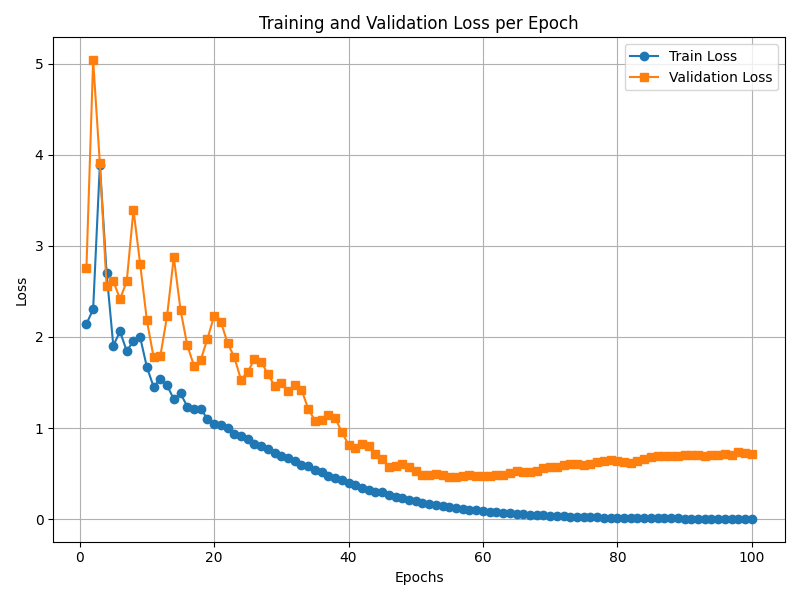 Training and Validation Loss per Epoch
Train Loss
Validation Loss
5
4
3
2
1
0
Loss
0 20 40 60 80 100
Epochs